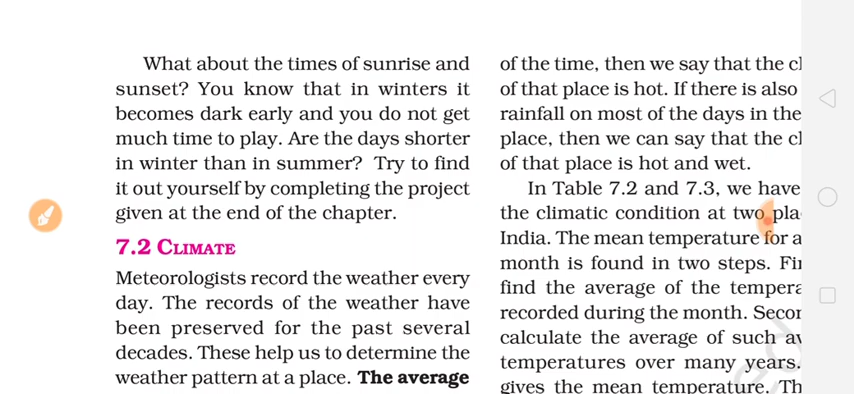 What about the times of sunrise and
sunset? You know that in winters it
becomes dark early and you do not get
much time to play. Are the days shorter
in winter than in summer? Try to find
it out yourself by completing the project
given at the end of the chapter.
7.2 CLIMATE
Meteorologists record the weather every
day. The records of the weather have
been preserved for the past several
decades. These help us to determine the
weather pattern at a place. The average
of the time, then we say that the
of that place is hot. If there is also
rainfall on most of the days in the
place, then we can say that the
of that place is hot and wet.
In Table 7.2 and 7.3, we have
the climatic condition at two
India. The mean temperature for a
month is found in two steps.
find the average of the
recorded during the month.
calculate the average of such
temperatures over many years.
gives the mean temperature.